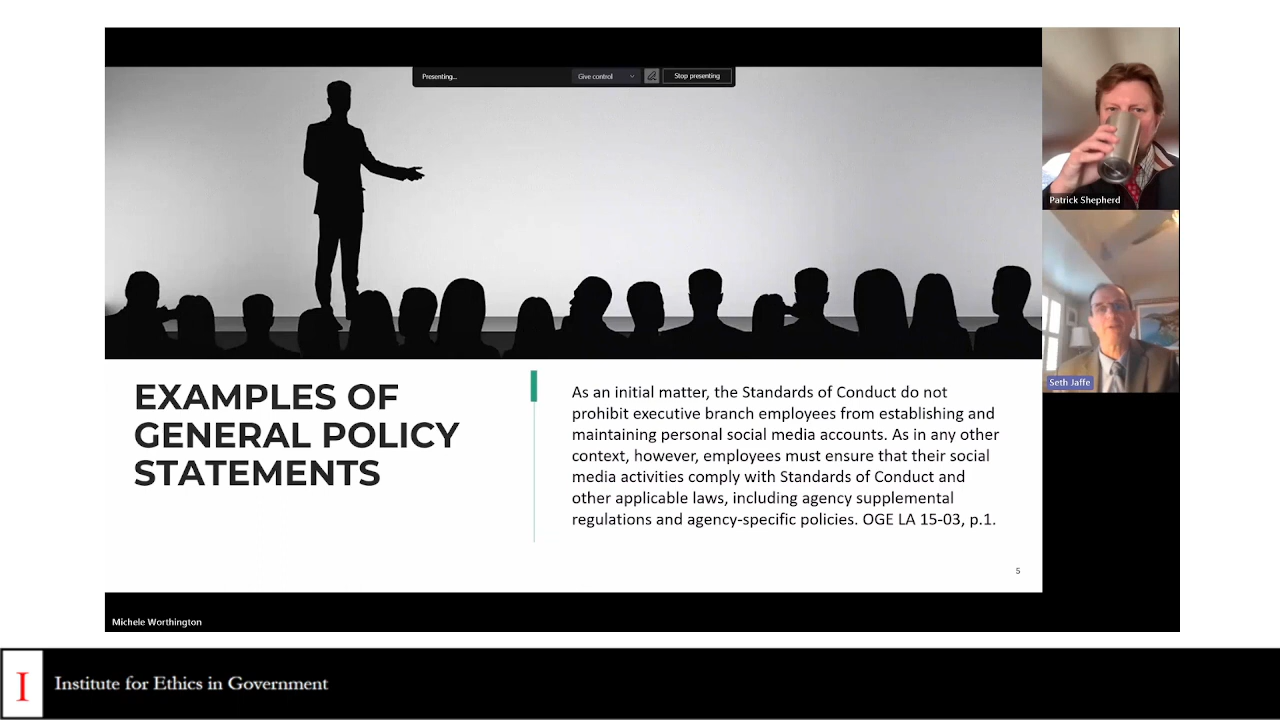 Presenting...
Give control
Stop presenting
Patrick Shepherd
Seth Jaffe
EXAMPLES OF
GENERAL POLICY
STATEMENTS
As an initial matter, the Standards of Conduct do not
prohibit executive branch employees from establishing and
maintaining personal social media accounts. As in any other
context, however, employees must ensure that their social
media activities comply with Standards of Conduct and
other applicable laws, including agency supplemental
regulations and agency-specific policies. OGE LA 15-03, p.1.
5
Michele Worthington
I
Institute for Ethics in Government